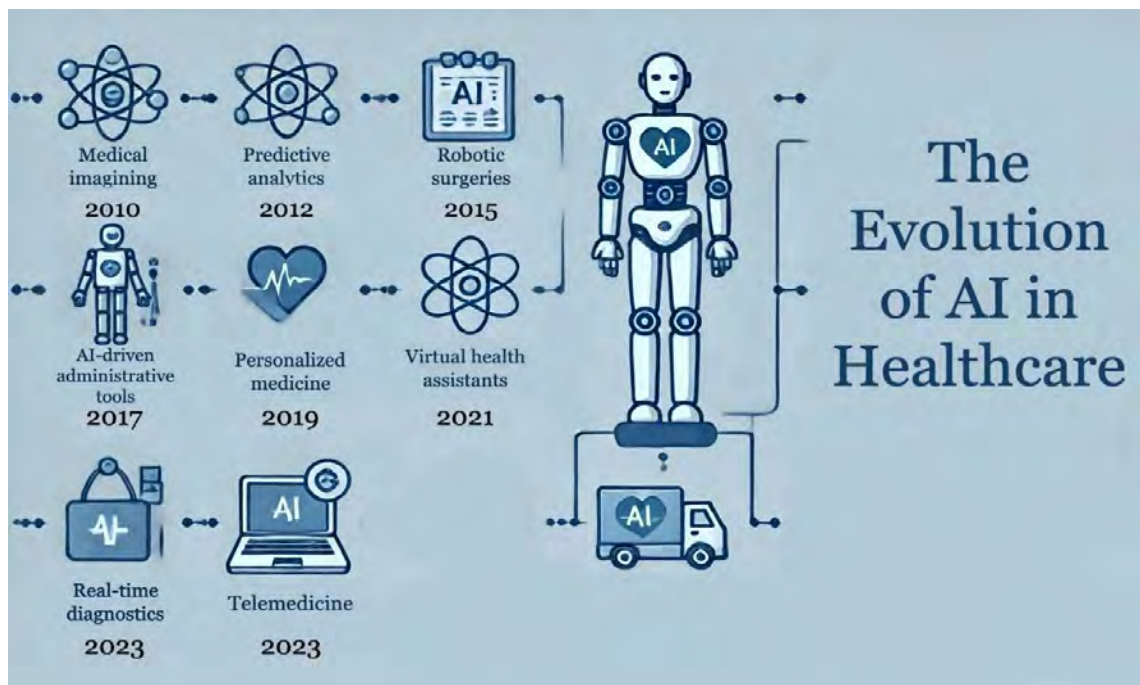 Medical
imagining
2010
Predictive
analytics
2012
AI
Robotic
surgeries
2015
AI-driven
administrative
tools
2017
Personalized
medicine
2019
Virtual health
assistants
2021
Real-time
diagnostics
2023
AI
Telemedicine
2023
AI
AI
The
Evolution
of AI in
Healthcare